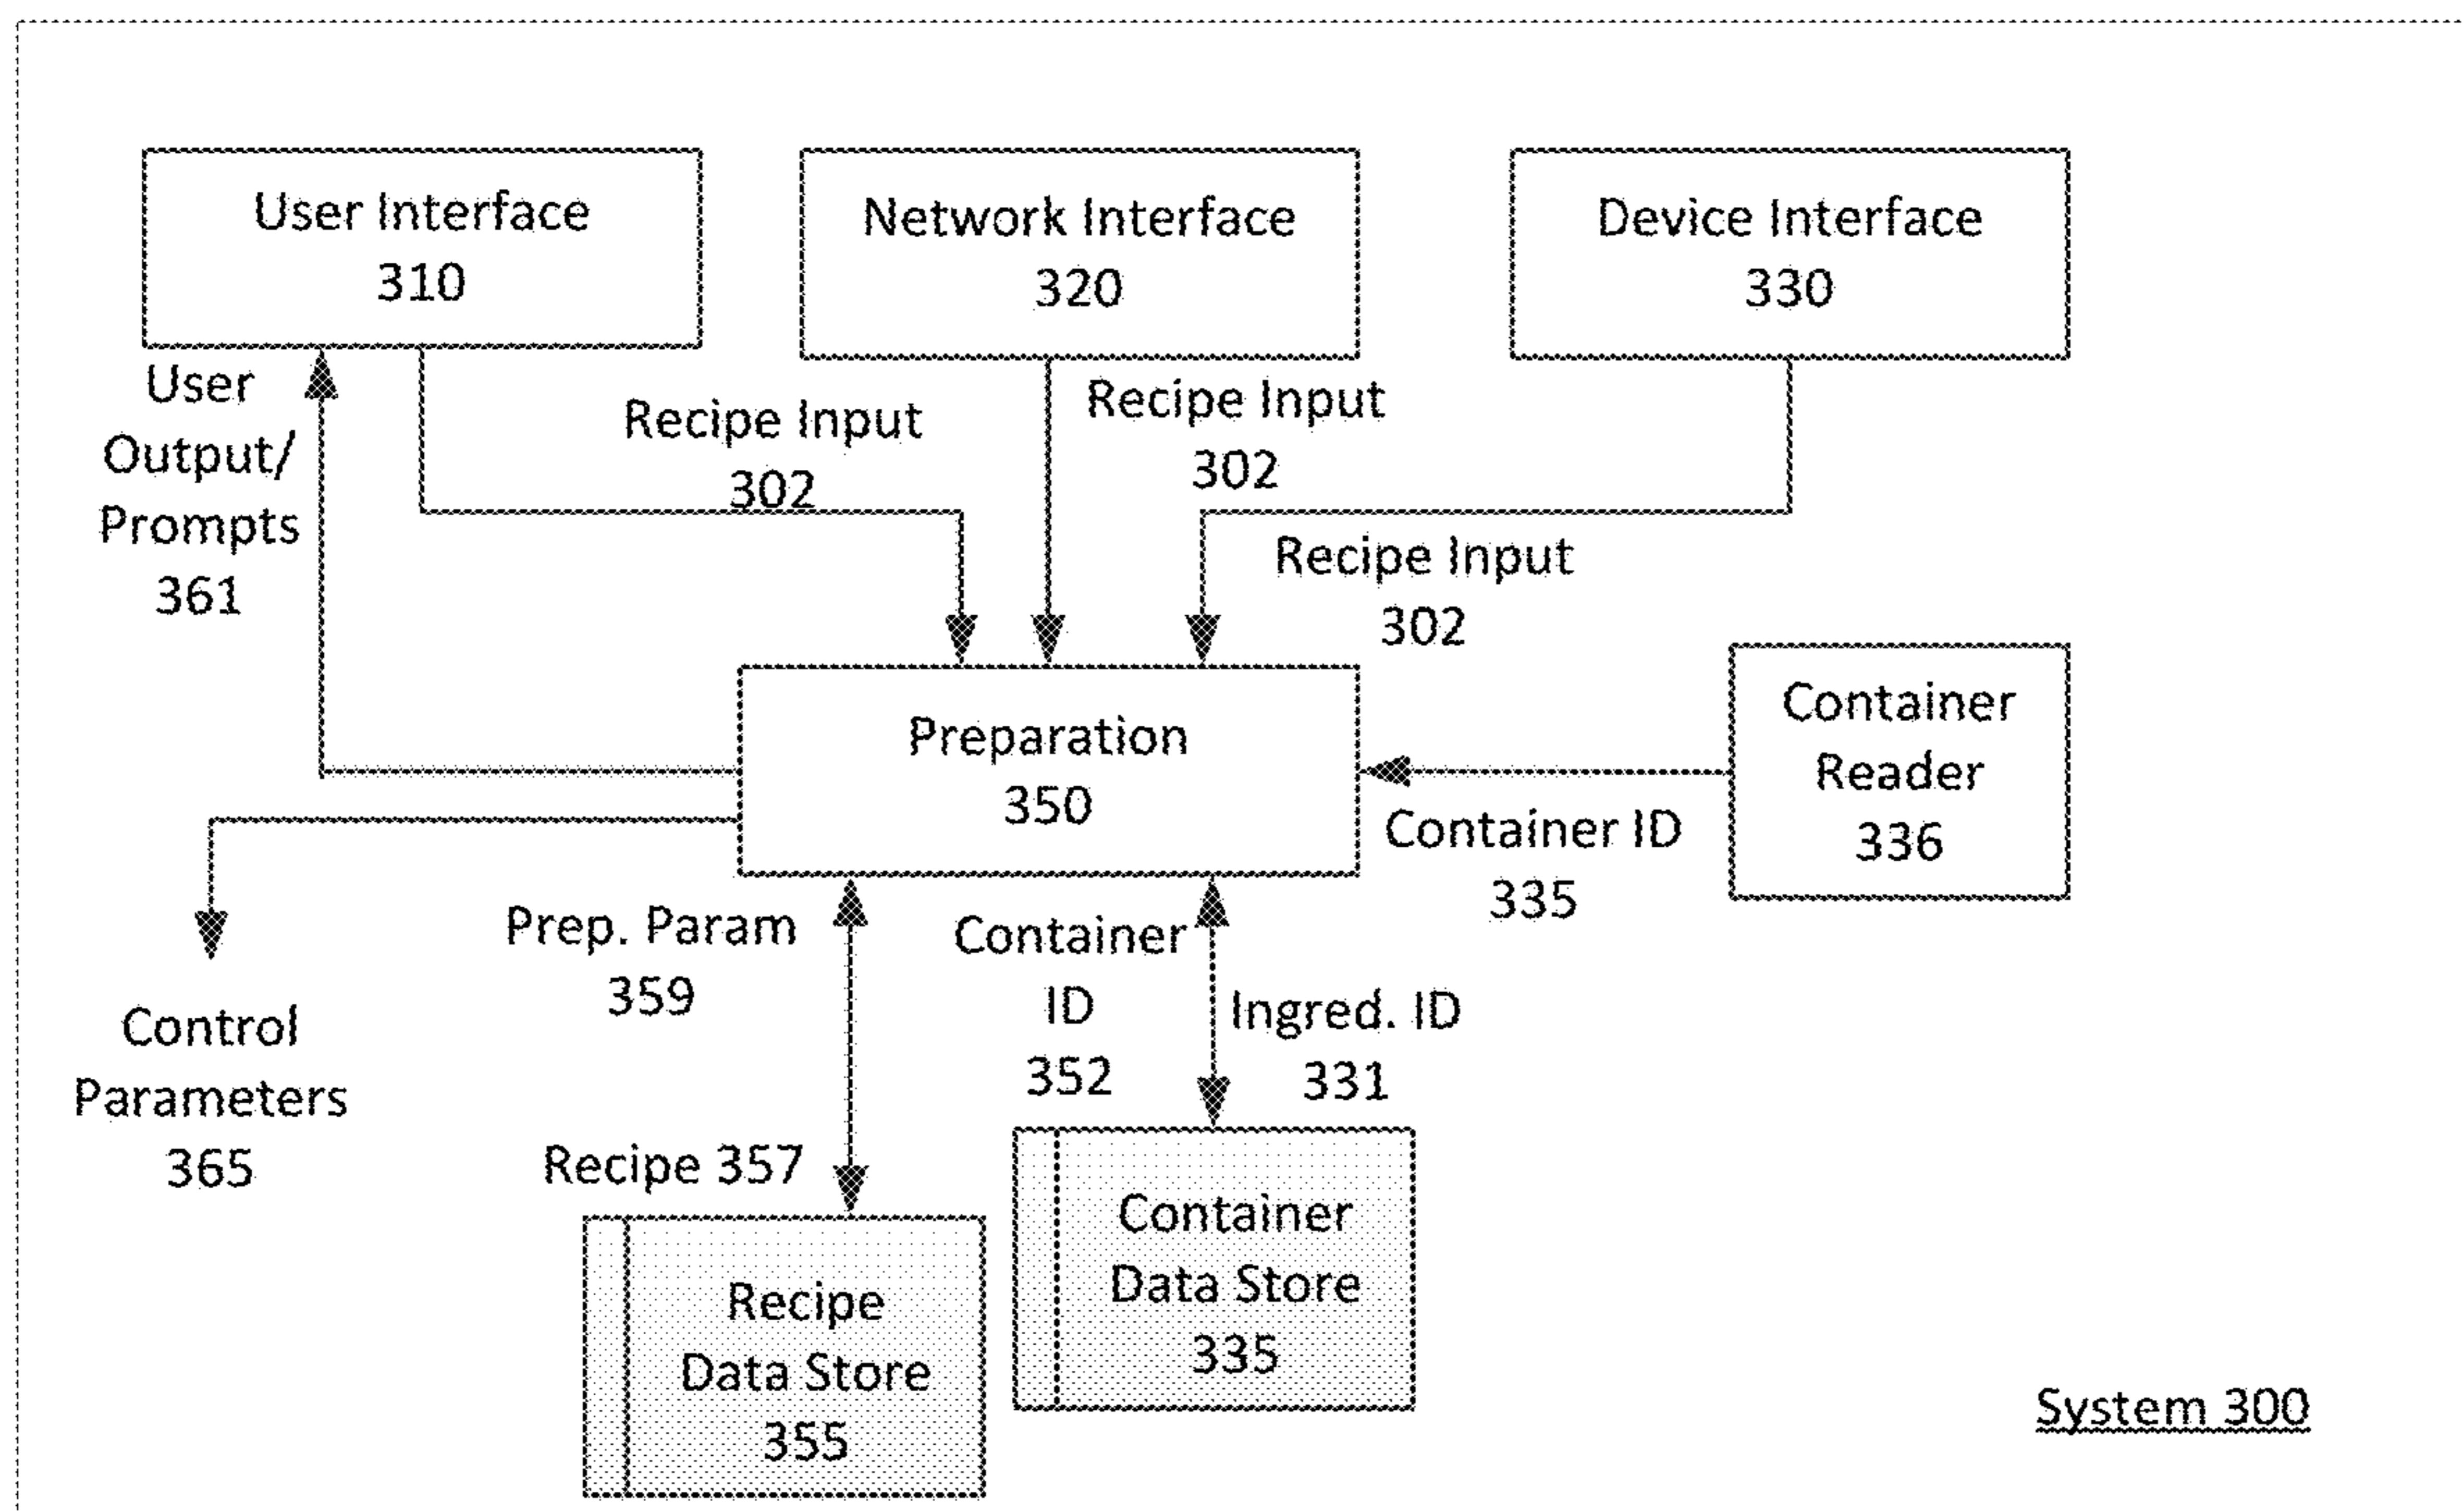 User Interface
310
Network Interface
320
Device Interface
330
User
Output/
Prompts
361
Recipe Input
302
Recipe Input
302
Recipe Input
302
Preparation
350
Container
Reader
336
Container ID
335
Prep. Param
359
Container
ID
352
Ingred. ID
331
Control
Parameters
365
Recipe 357
Container
Data Store
335
Recipe
Data Store
355
System 300